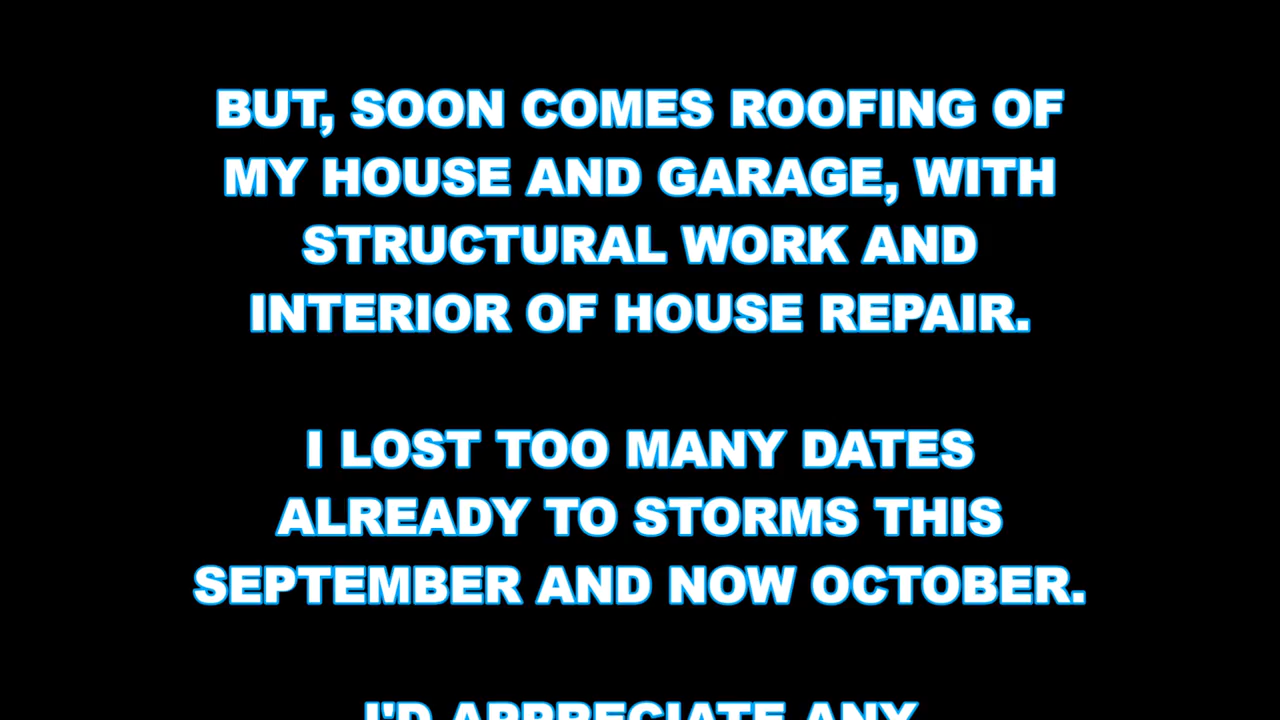 BUT, SOON COMES ROOFING OF
MY HOUSE AND GARAGE, WITH
STRUCTURAL WORK AND
INTERIOR OF HOUSE REPAIR.
I LOST TOO MANY DATES
ALREADY TO STORMS THIS
SEPTEMBER AND NOW OCTOBER.
I'D APPRECIATE ANY